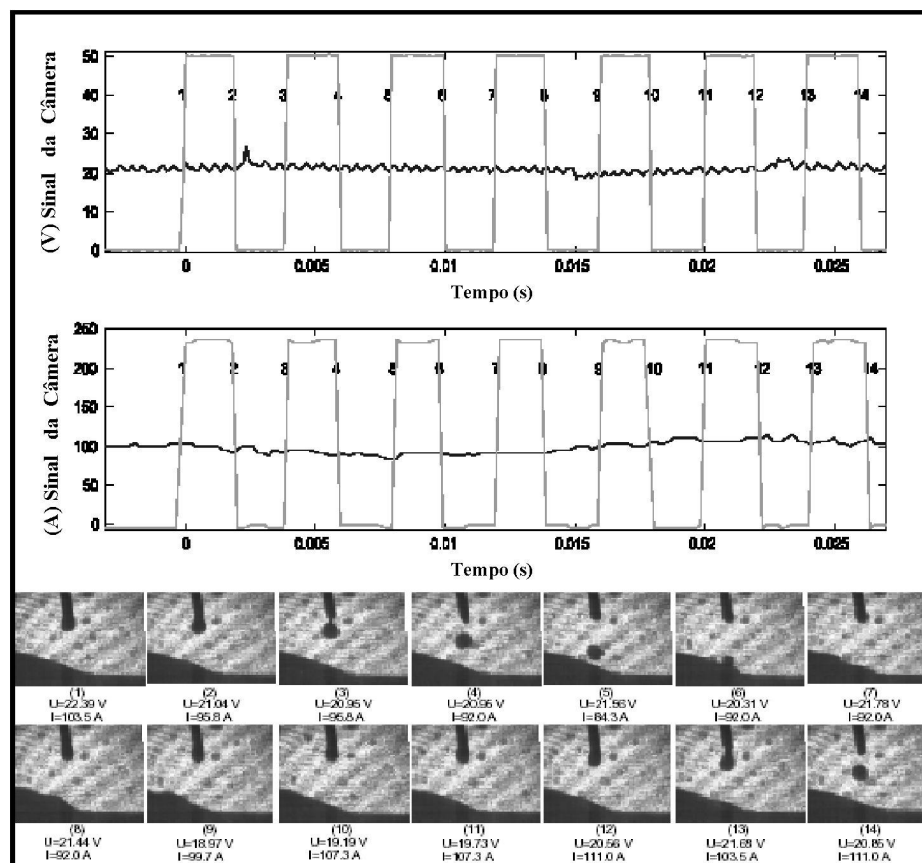 50
40
30
20
10
0
(V) Sinal da Câmera
1 2 3 4 5 6 7 8 9 10 11 12 13 14
0 0.005 0.01 0.015 0.02 0.025
Tempo (s)
250
200
150
100
50
0
(A) Sinal da Câmera
1 2 3 4 5 6 7 8 9 10 11 12 13 14
0 0.005 0.01 0.015 0.02 0.025
Tempo (s)
(1) (2) (3) (4) (5) (6) (7)
U=22.39 V U=21.04 V U=20.95 V U=20.95 V U=21.56 V U=20.31 V U=21.78 V
I=103.5 A I=95.8 A I=95.8 A I=92.0 A I=84.3 A I=92.0 A I=92.0 A
(8) (9) (10) (11) (12) (13) (14)
U=21.44 V U=18.97 V U=19.19 V U=19.73 V U=20.56 V U=21.68 V U=20.85 V
I=92.0 A I=99.7 A I=107.3 A I=107.3 A I=111.0 A I=103.5 A I=111.0 A